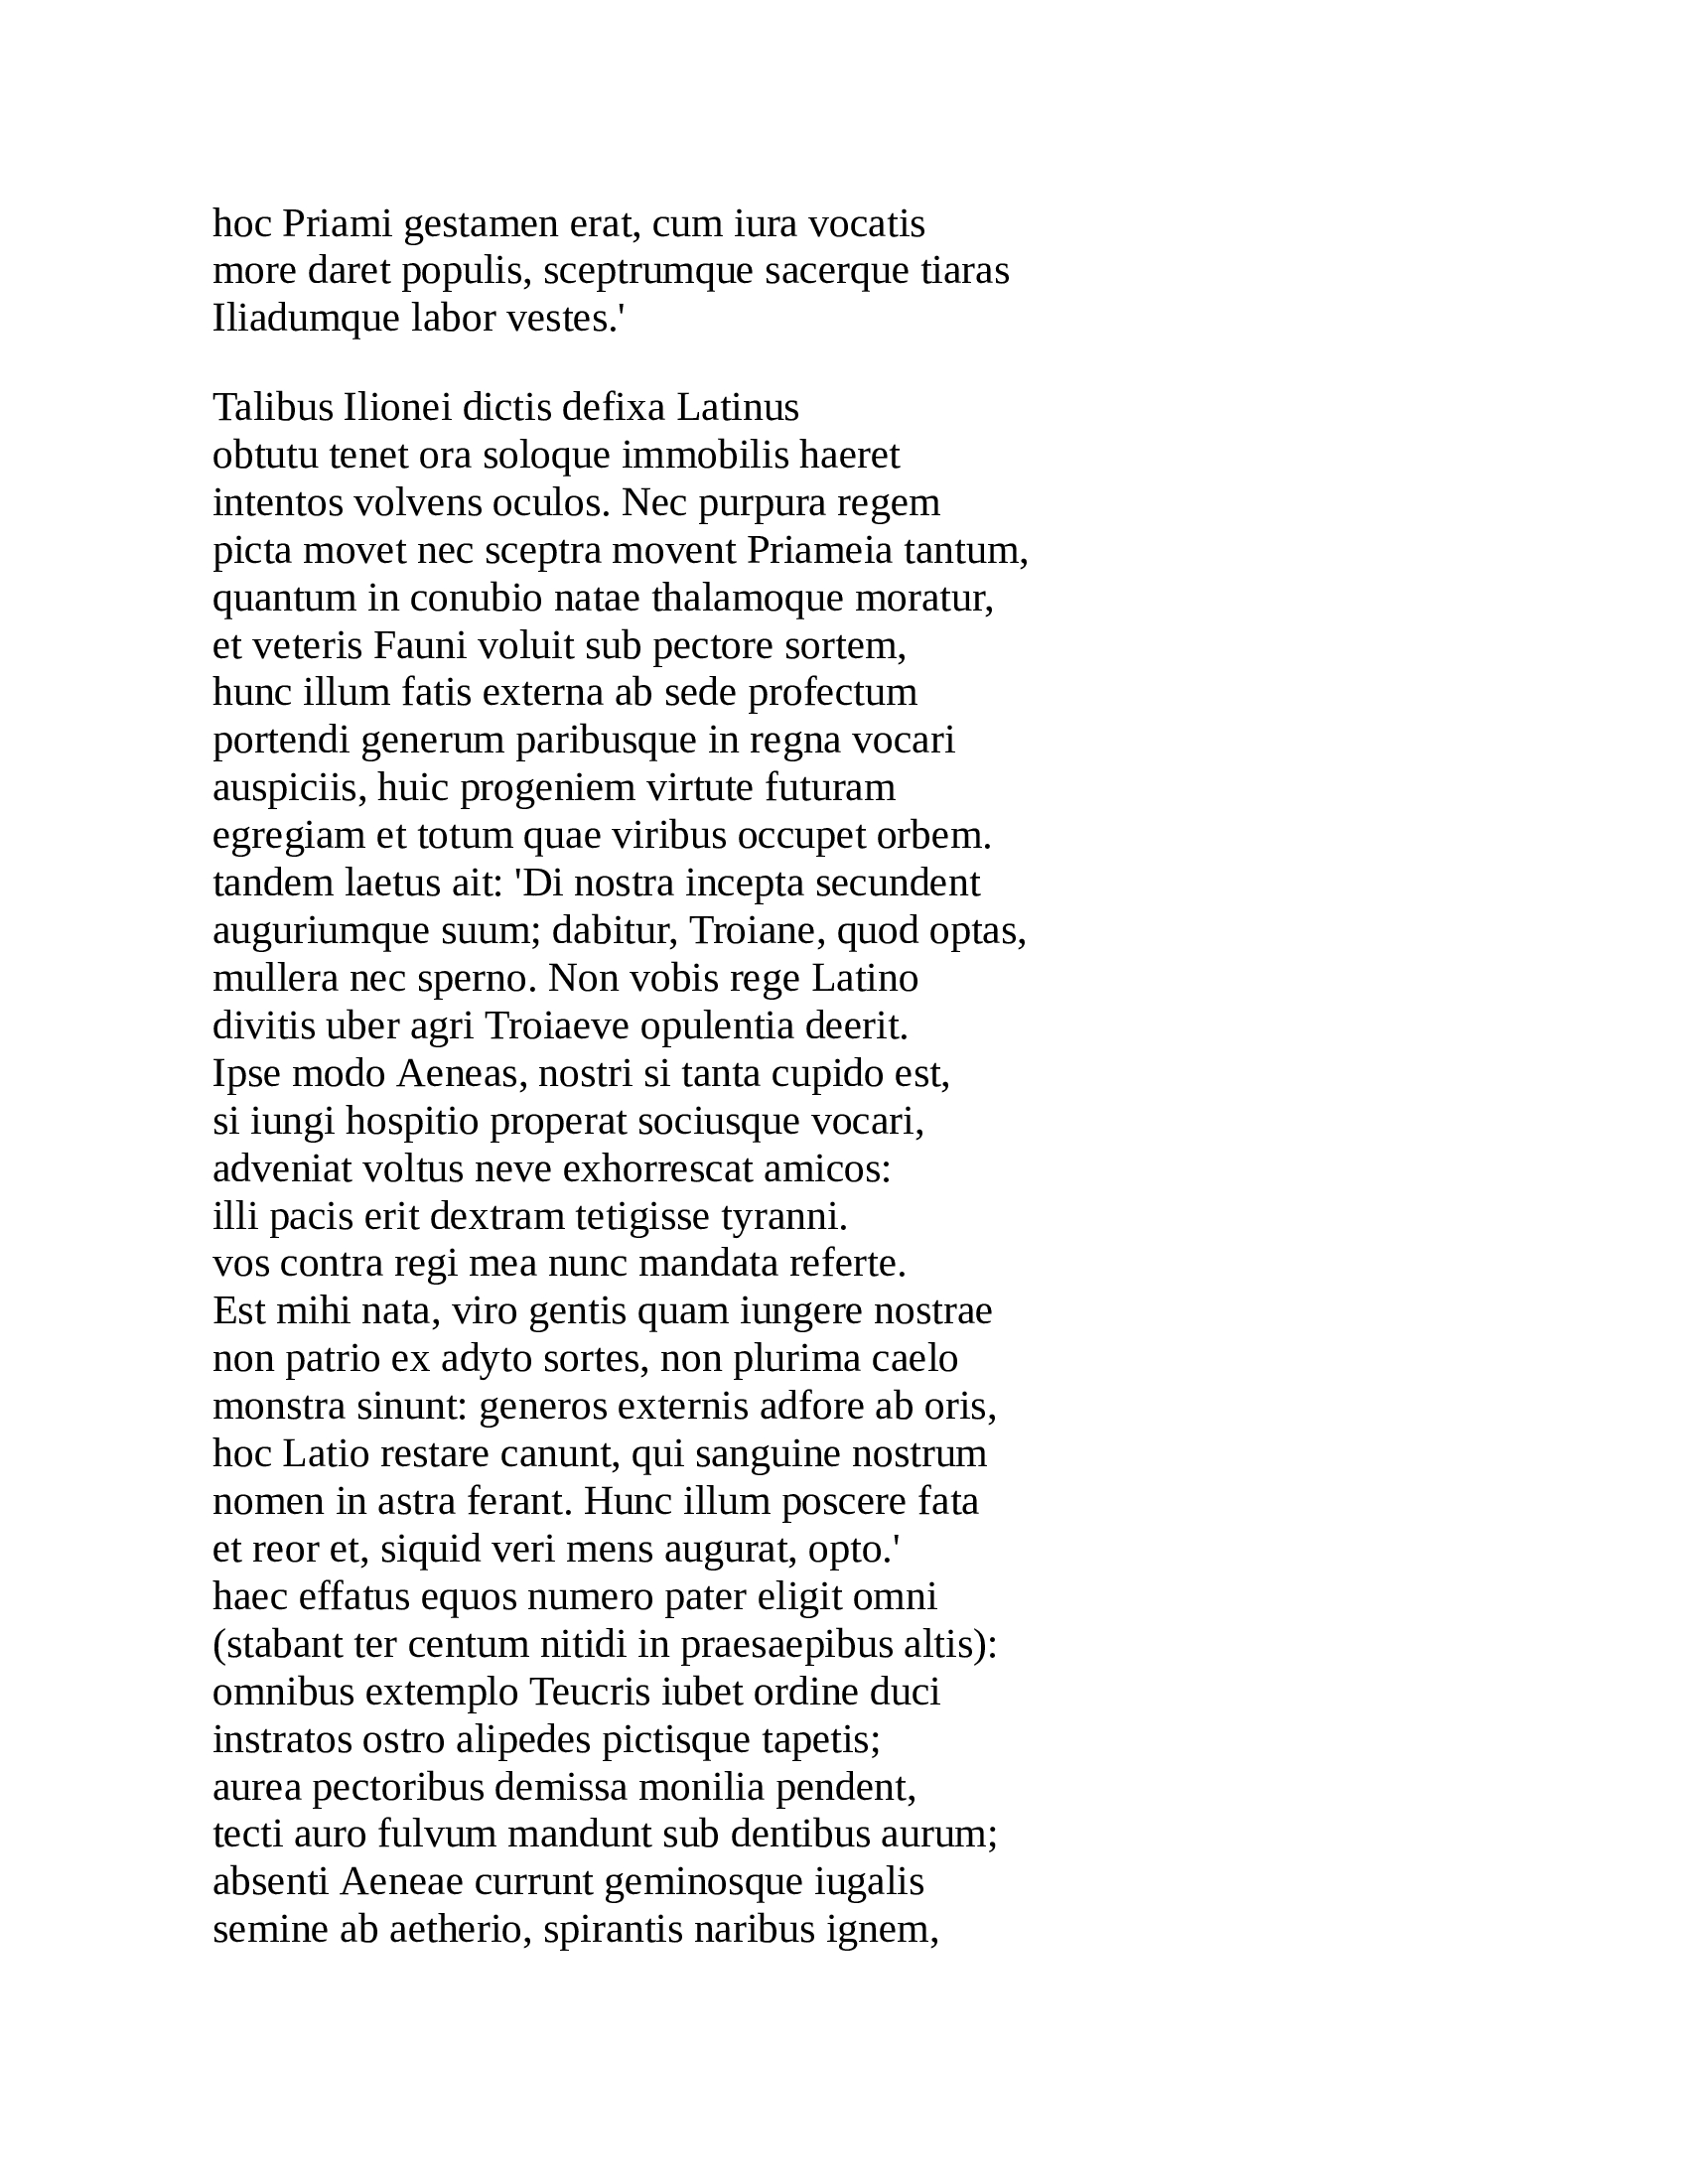 hoc Priami gestamen erat, cum iura vocatis
more daret populis, sceptrumque sacerque tiaras
Iliadumque labor vestes.'

Talibus Ilionei dictis defixa Latinus
obtutu tenet ora soloque immobilis haeret
intentos volvens oculos. Nec purpura regem
picta movet nec sceptra movent Priameia tantum,
quantum in conubio natae thalamoque moratur,
et veteris Fauni voluit sub pectore sortem,
hunc illum fatis externa ab sede profectum
portendi generum paribusque in regna vocari
auspiciis, huic progeniem virtute futuram
egregiam et totum quae viribus occupet orbem.
tandem laetus ait: 'Di nostra incepta secundent
auguriumque suum; dabitur, Troiane, quod optas,
mullera nec sperno. Non vobis rege Latino
divitis uber agri Troiaeve opulentia deerit.
Ipse modo Aeneas, nostri si tanta cupido est,
si iungi hospitio properat sociusque vocari,
adveniat voltus neve exhorrescat amicos:
illi pacis erit dextram tetigisse tyranni.
vos contra regi mea nunc mandata referte.
Est mihi nata, viro gentis quam iungere nostrae
non patrio ex adyto sortes, non plurima caelo
monstra sinunt: generos externis adfore ab oris,
hoc Latio restare canunt, qui sanguine nostrum
nomen in astra ferant. Hunc illum poscere fata
et reor et, siquid veri mens augurat, opto.'
haec effatus equos numero pater eligit omni
(stabant ter centum nitidi in praesaepibus altis):
omnibus extemplo Teucris iubet ordine duci
instratos ostro alipedes pictisque tapetis;
aurea pectoribus demissa monilia pendent,
tecti auro fulvum mandunt sub dentibus aurum;
absenti Aeneae currunt geminosque iugalis
semine ab aetherio, spirantis naribus ignem,